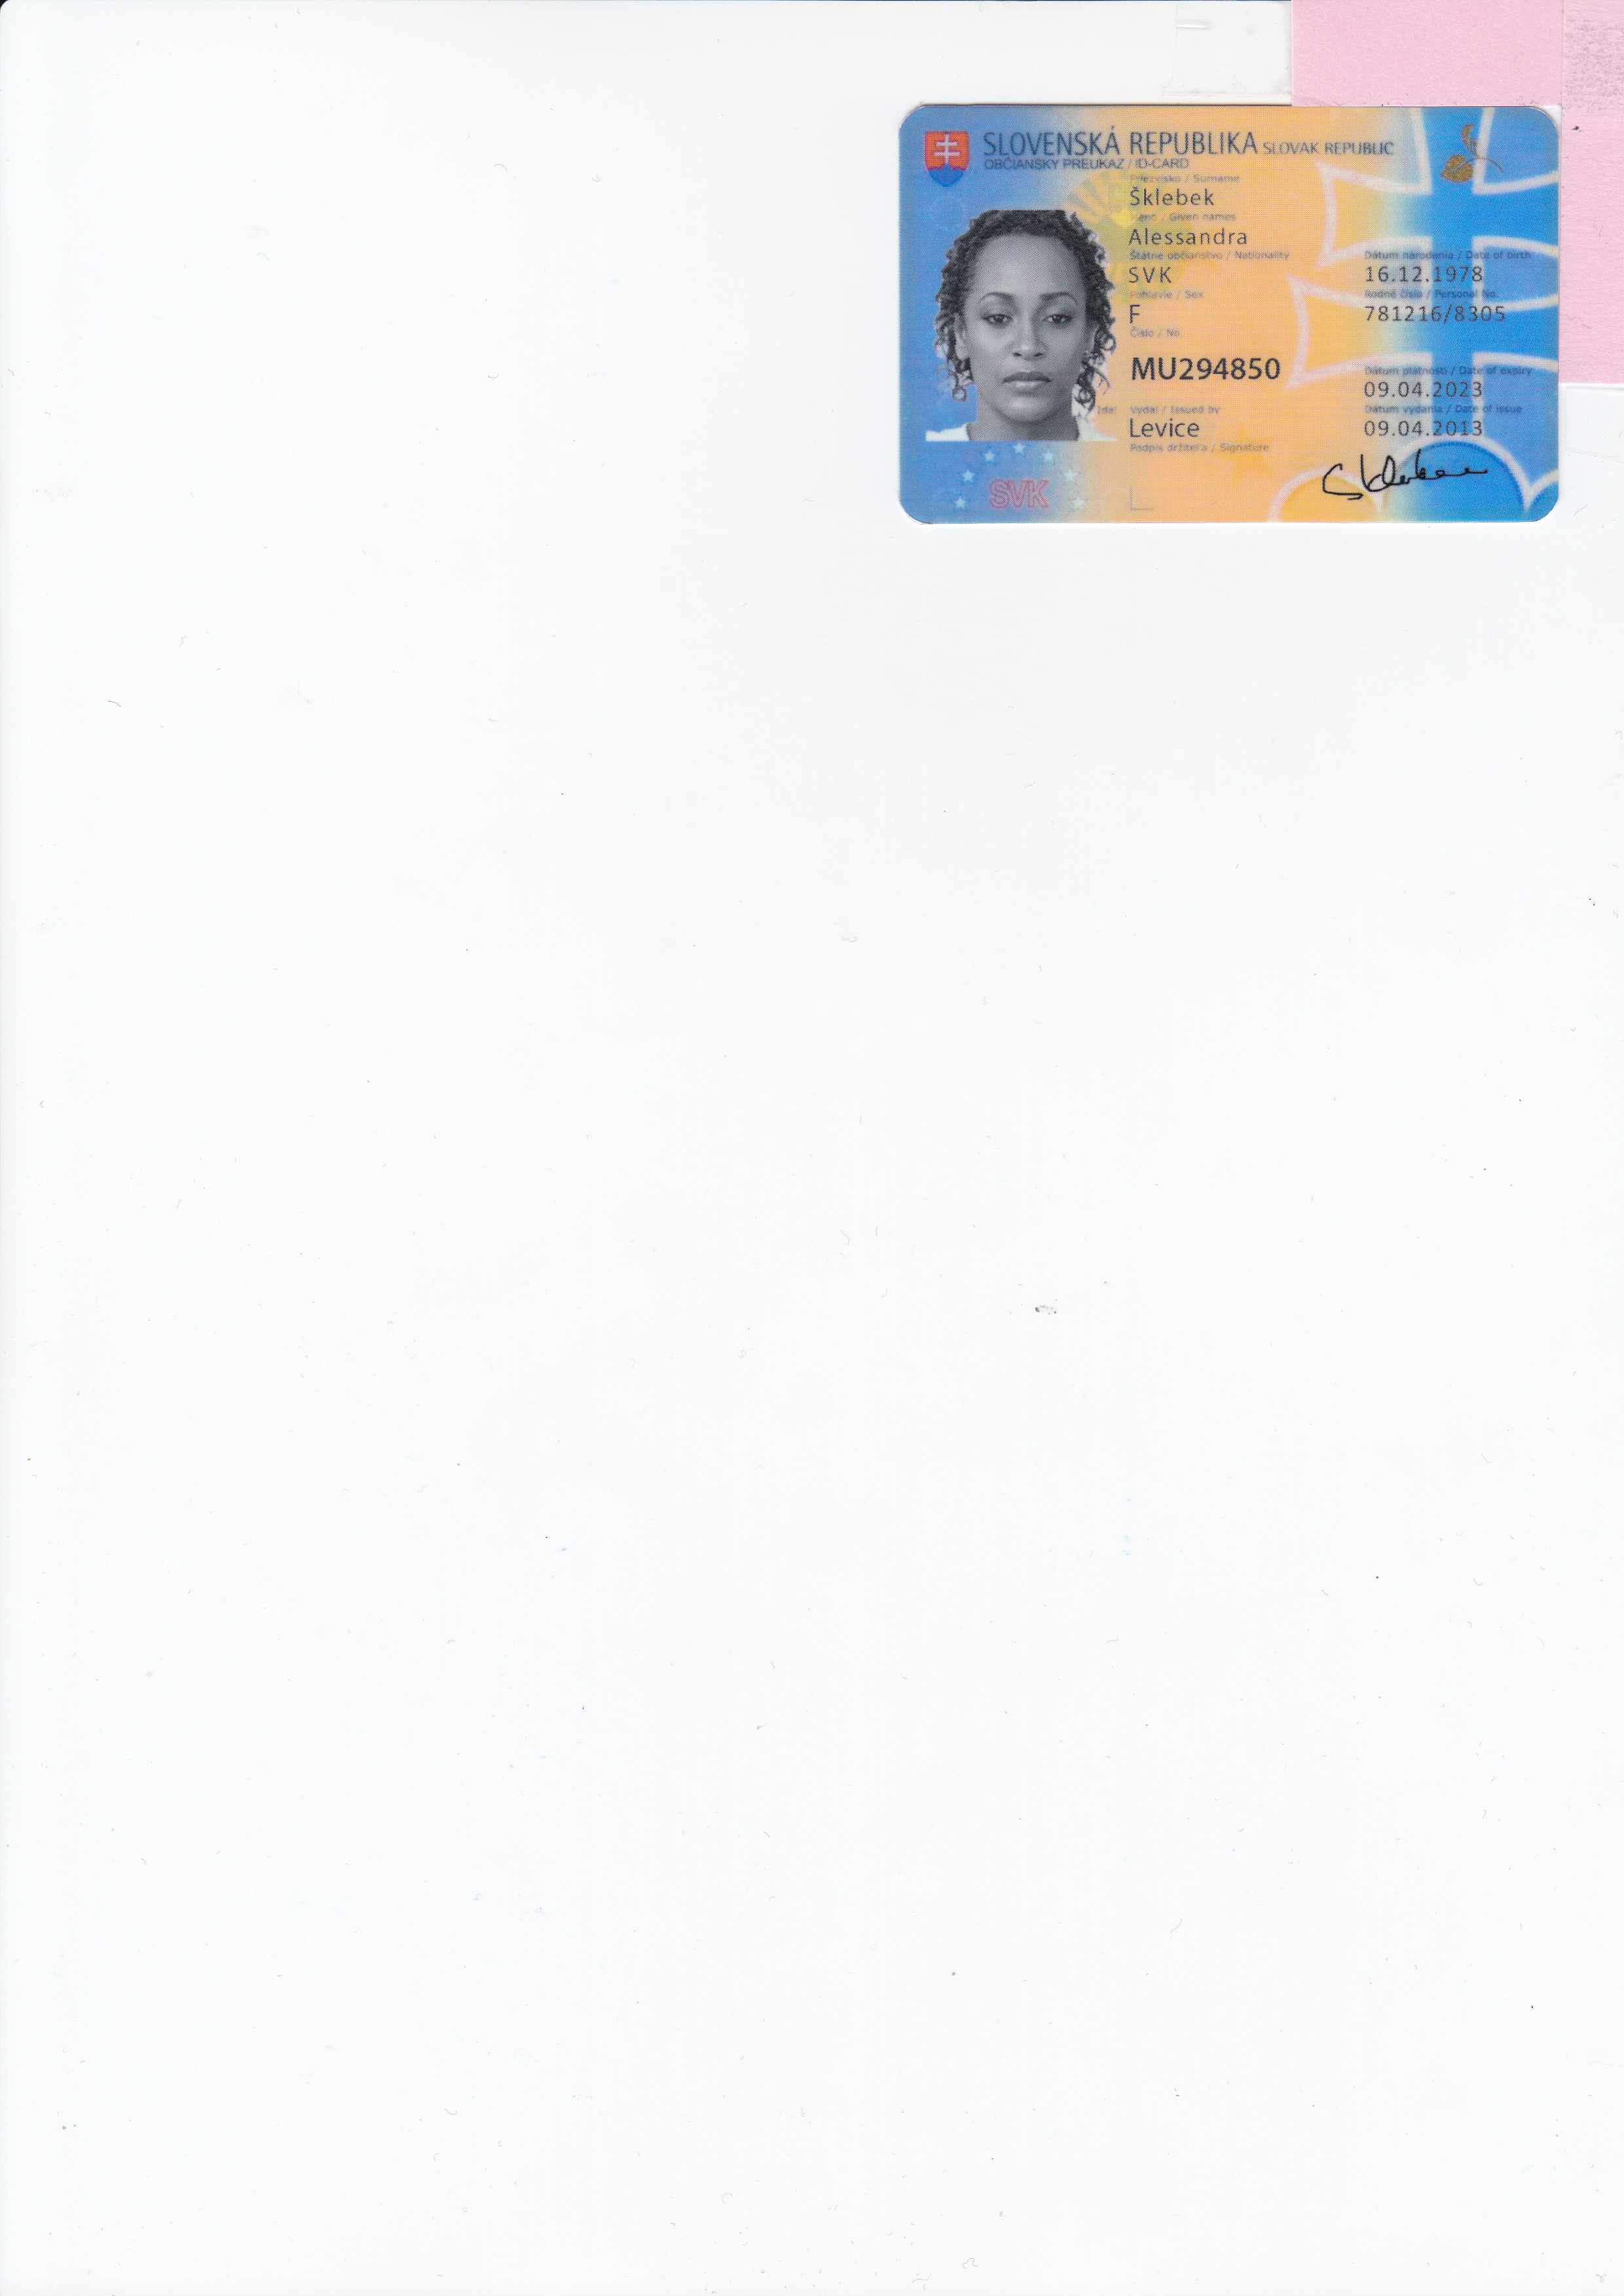 SLOVENSKÁ REPUBLIKA SLOVAK REPUBLIC
OBČIANSKY PREUKAZ / ID-CARD
Priezvisko / Surname
Šklebek
Meno / Given names
Alessandra
Štátne občianstvo / Nationality
SVK
Dátum narodenia / Date of birth
16.12.1978
Pohlavie / Sex
F
Rodné číslo / Personal No.
781216/8305
Číslo / No.
MU294850
Dátum platnosti / Date of expiry
09.04.2023
Vydal / Issued by
Levice
Dátum vydania / Date of issue
09.04.2013
Podpis držiteľa / Signature
SVK